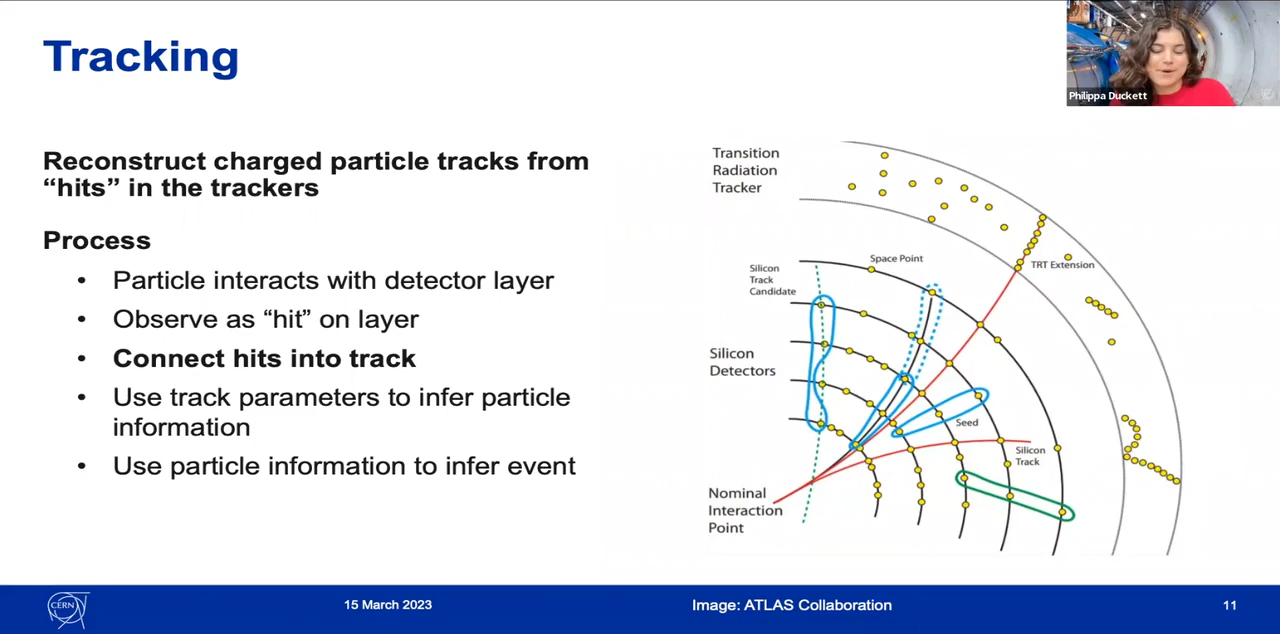 Tracking
Philippa Duckett
Reconstruct charged particle tracks from
“hits” in the trackers
Process
• Particle interacts with detector layer
• Observe as “hit” on layer
• Connect hits into track
• Use track parameters to infer particle
information
• Use particle information to infer event
Transition
Radiation
Tracker
Space Point
TRT Extension
Silicon
Track
Candidate
Silicon
Detectors
Seed
Silicon
Track
Nominal
Interaction
Point
CERN
15 March 2023
Image: ATLAS Collaboration
11